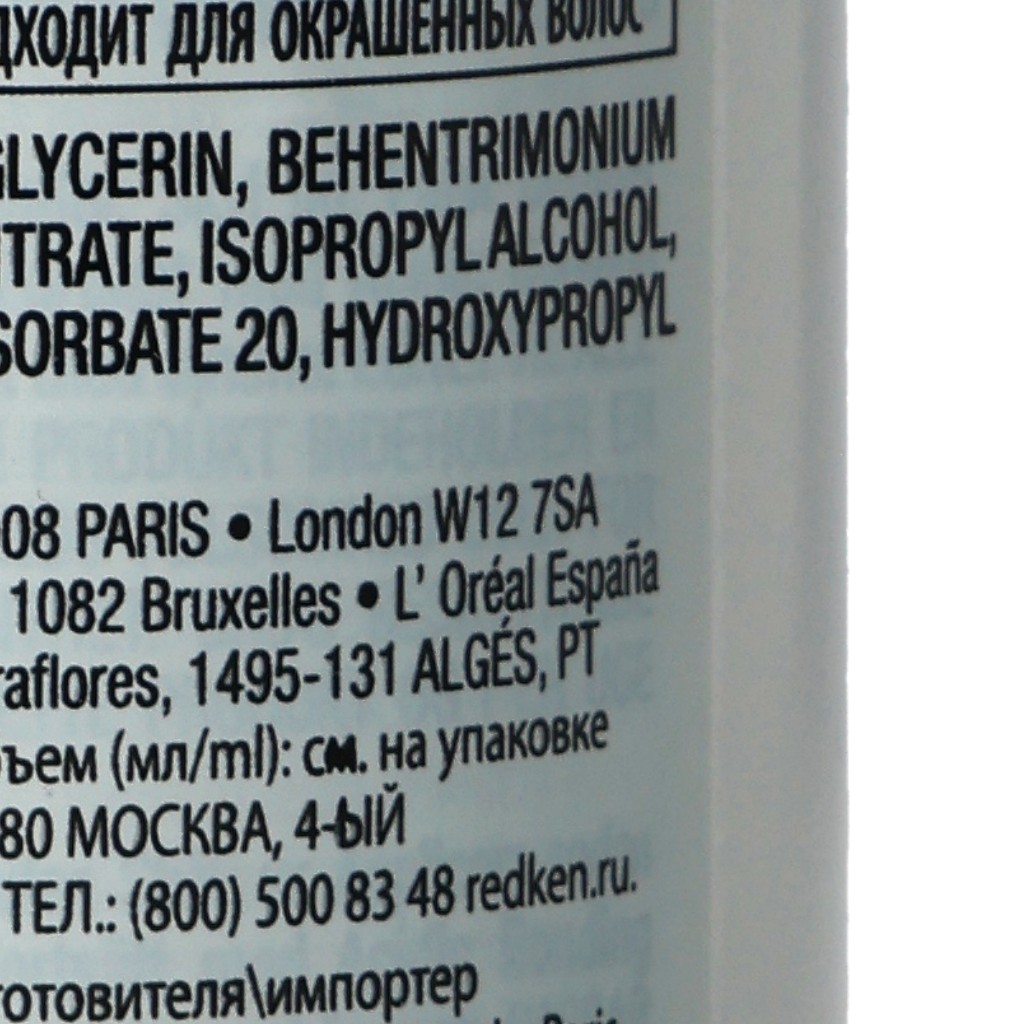 ДХОДИТ ДЛЯ ОКРАШЕННЫХ ВОЛОС
GLYCERIN, BEHENTRIMONIUM
TRATE, ISOPROPYL ALCOHOL,
SORBATE 20, HYDROXYPROPYL
08 PARIS • London W12 7SA
1082 Bruxelles • L' Oréal España
raflores, 1495-131 ALGÉS, PT
ъем (мл/ml): см. на упаковке
80 МОСКВА, 4-ЫЙ
ТЕЛ.: (800) 500 83 48 redken.ru.
готовителя\импортер